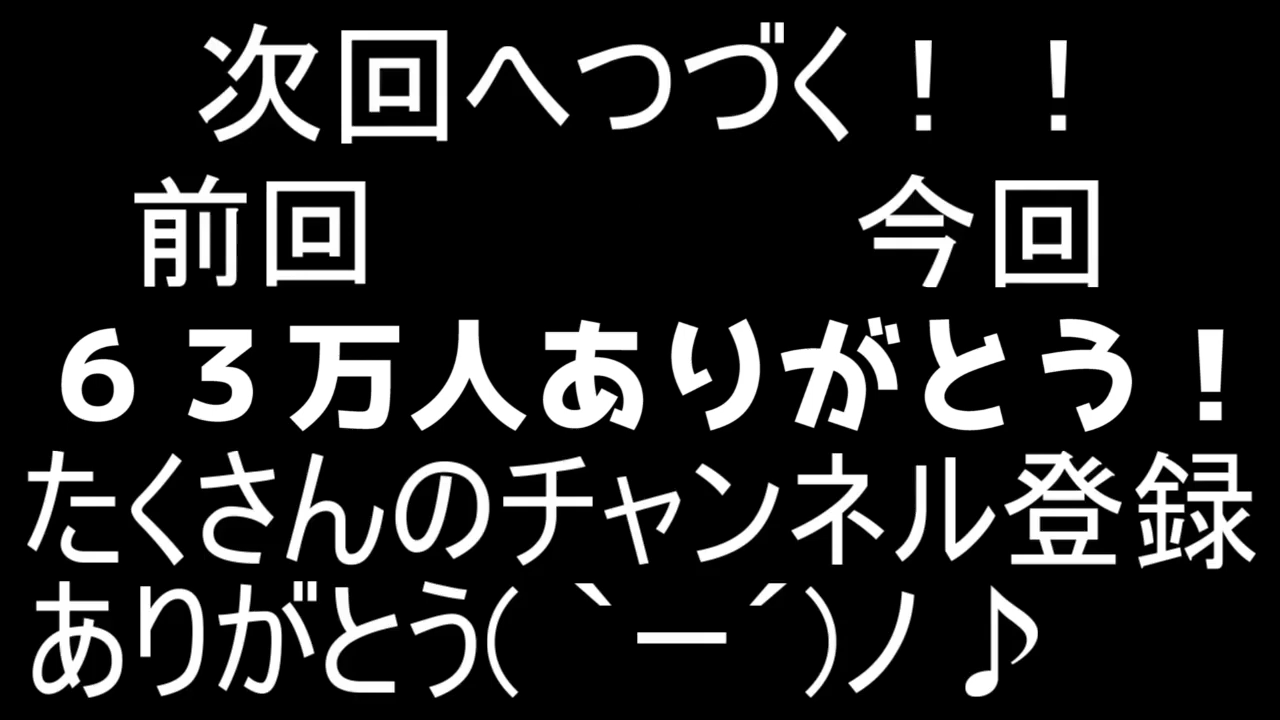 次回へつづく！！
前回　　　　今回
６３万人ありがとう！
たくさんのチャンネル登録
ありがとう(｀ー´)ノ♪